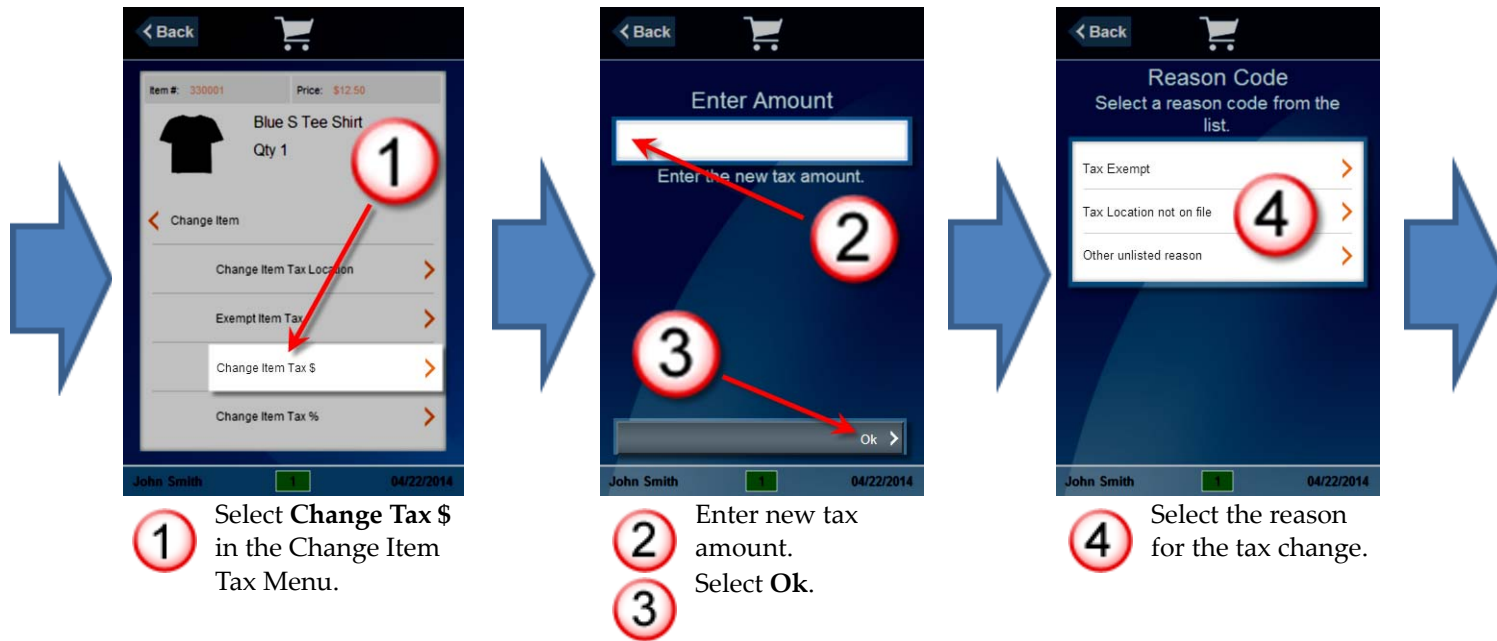 Back
Item #: 330001 Price: $12.50
Blue S Tee Shirt
Qty 1
1
Change Item
Change Item Tax Location
Exempt Item Tax
Change Item Tax $
Change Item Tax %
John Smith 1 04/22/2014
1
Select Change Tax $
in the Change Item
Tax Menu.
Back
Enter Amount
Enter the new tax amount.
2
3
Ok
John Smith 1 04/22/2014
2
Enter new tax
amount.
3
Select Ok.
Back
Reason Code
Select a reason code from the
list.
Tax Exempt
Tax Location not on file
4
Other unlisted reason
John Smith 1 04/22/2014
4
Select the reason
for the tax change.